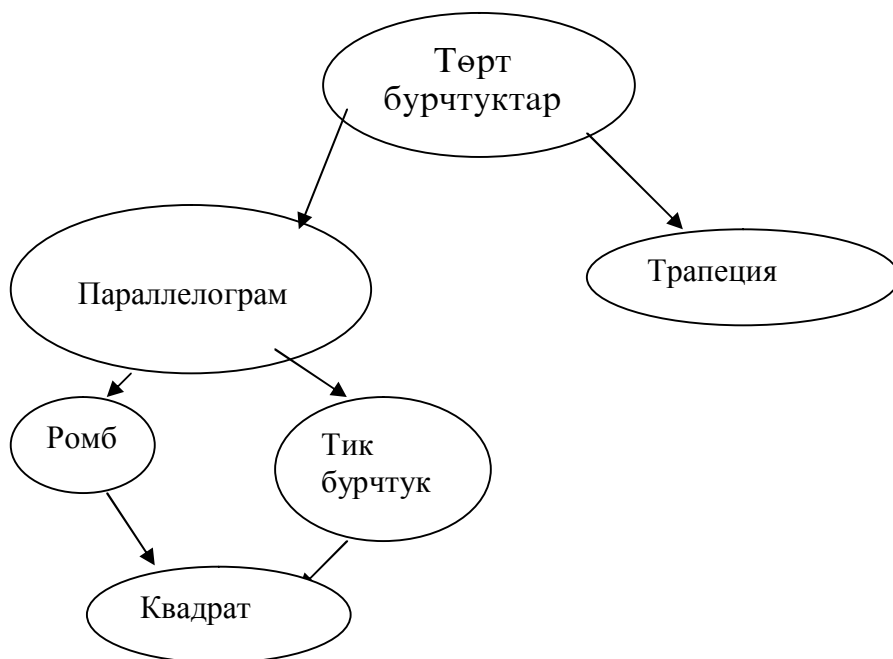 Төрт
бурчтуктар
Параллелограм
Трапеция
Ромб
Тик
бурчтук
Квадрат